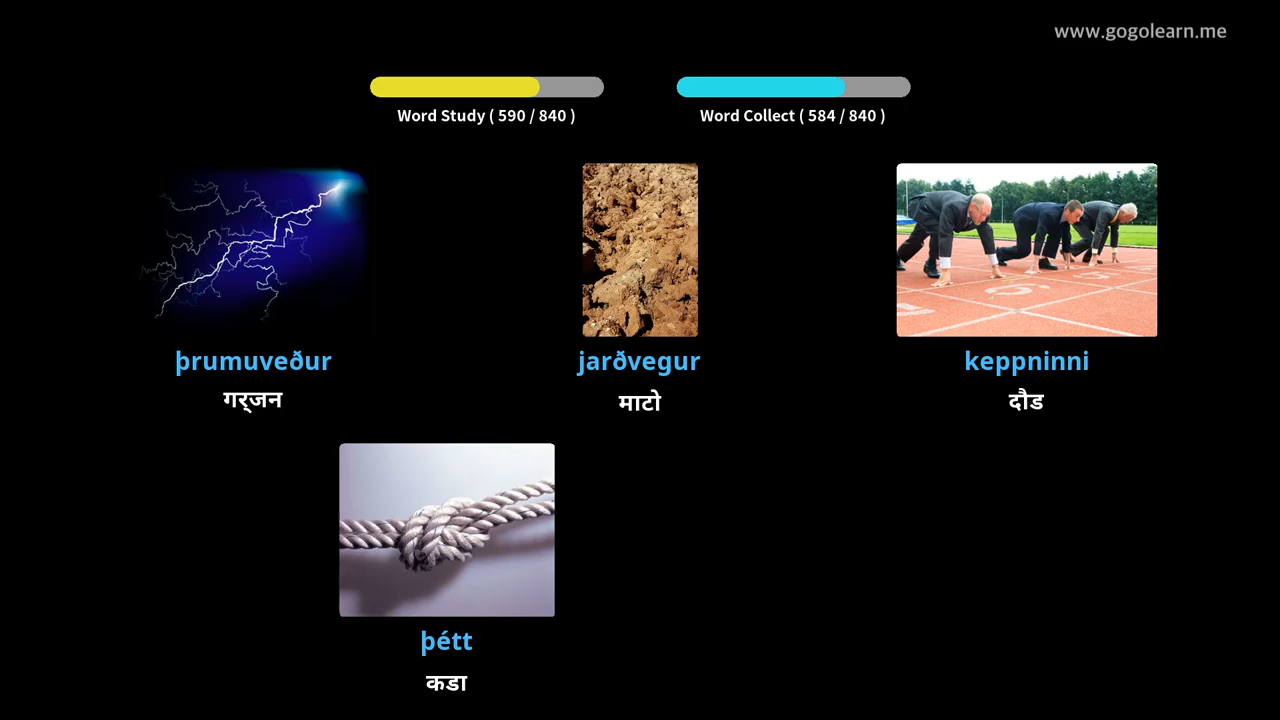 www.gogolearn.me
Word Study ( 590 / 840 )
Word Collect ( 584 / 840 )
þrumuveður
गर्‍जन
jarðvegur
माटो
keppninni
दौड
þétt
कडा